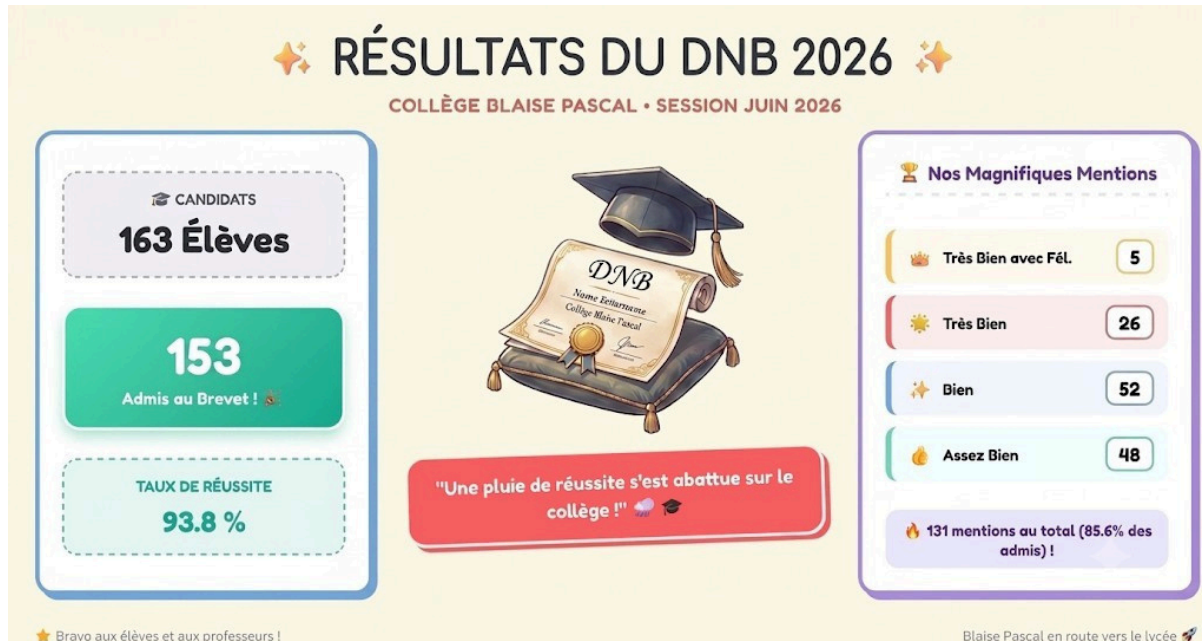 RÉSULTATS DU DNB 2026
COLLÈGE BLAISE PASCAL • SESSION JUIN 2026
CANDIDATS
163 Élèves
153
Admis au Brevet !
TAUX DE RÉUSSITE
93.8 %
DNB
Collège Blaise Pascal
"Une pluie de réussite s'est abattue sur le
collège !"
Nos Magnifiques Mentions
Très Bien avec Fél. 5
Très Bien 26
Bien 52
Assez Bien 48
131 mentions au total (85.6% des
admis) !
Bravo aux élèves et aux professeurs !
Blaise Pascal en route vers le lycée